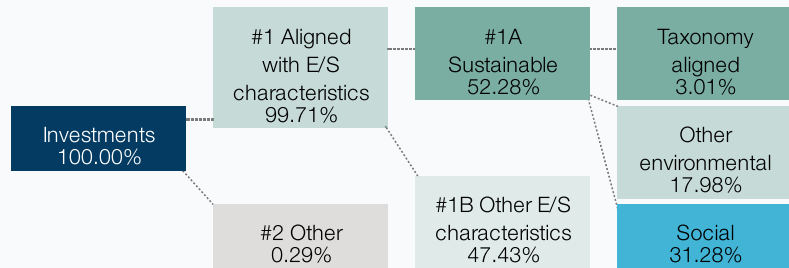 #1 Aligned
with E/S
characteristics
99.71%
#1A
Sustainable
52.28%
Taxonomy
aligned
3.01%
Investments
100.00%
Other
environmental
17.98%
#1B Other E/S
characteristics
47.43%
#2 Other
0.29%
Social
31.28%